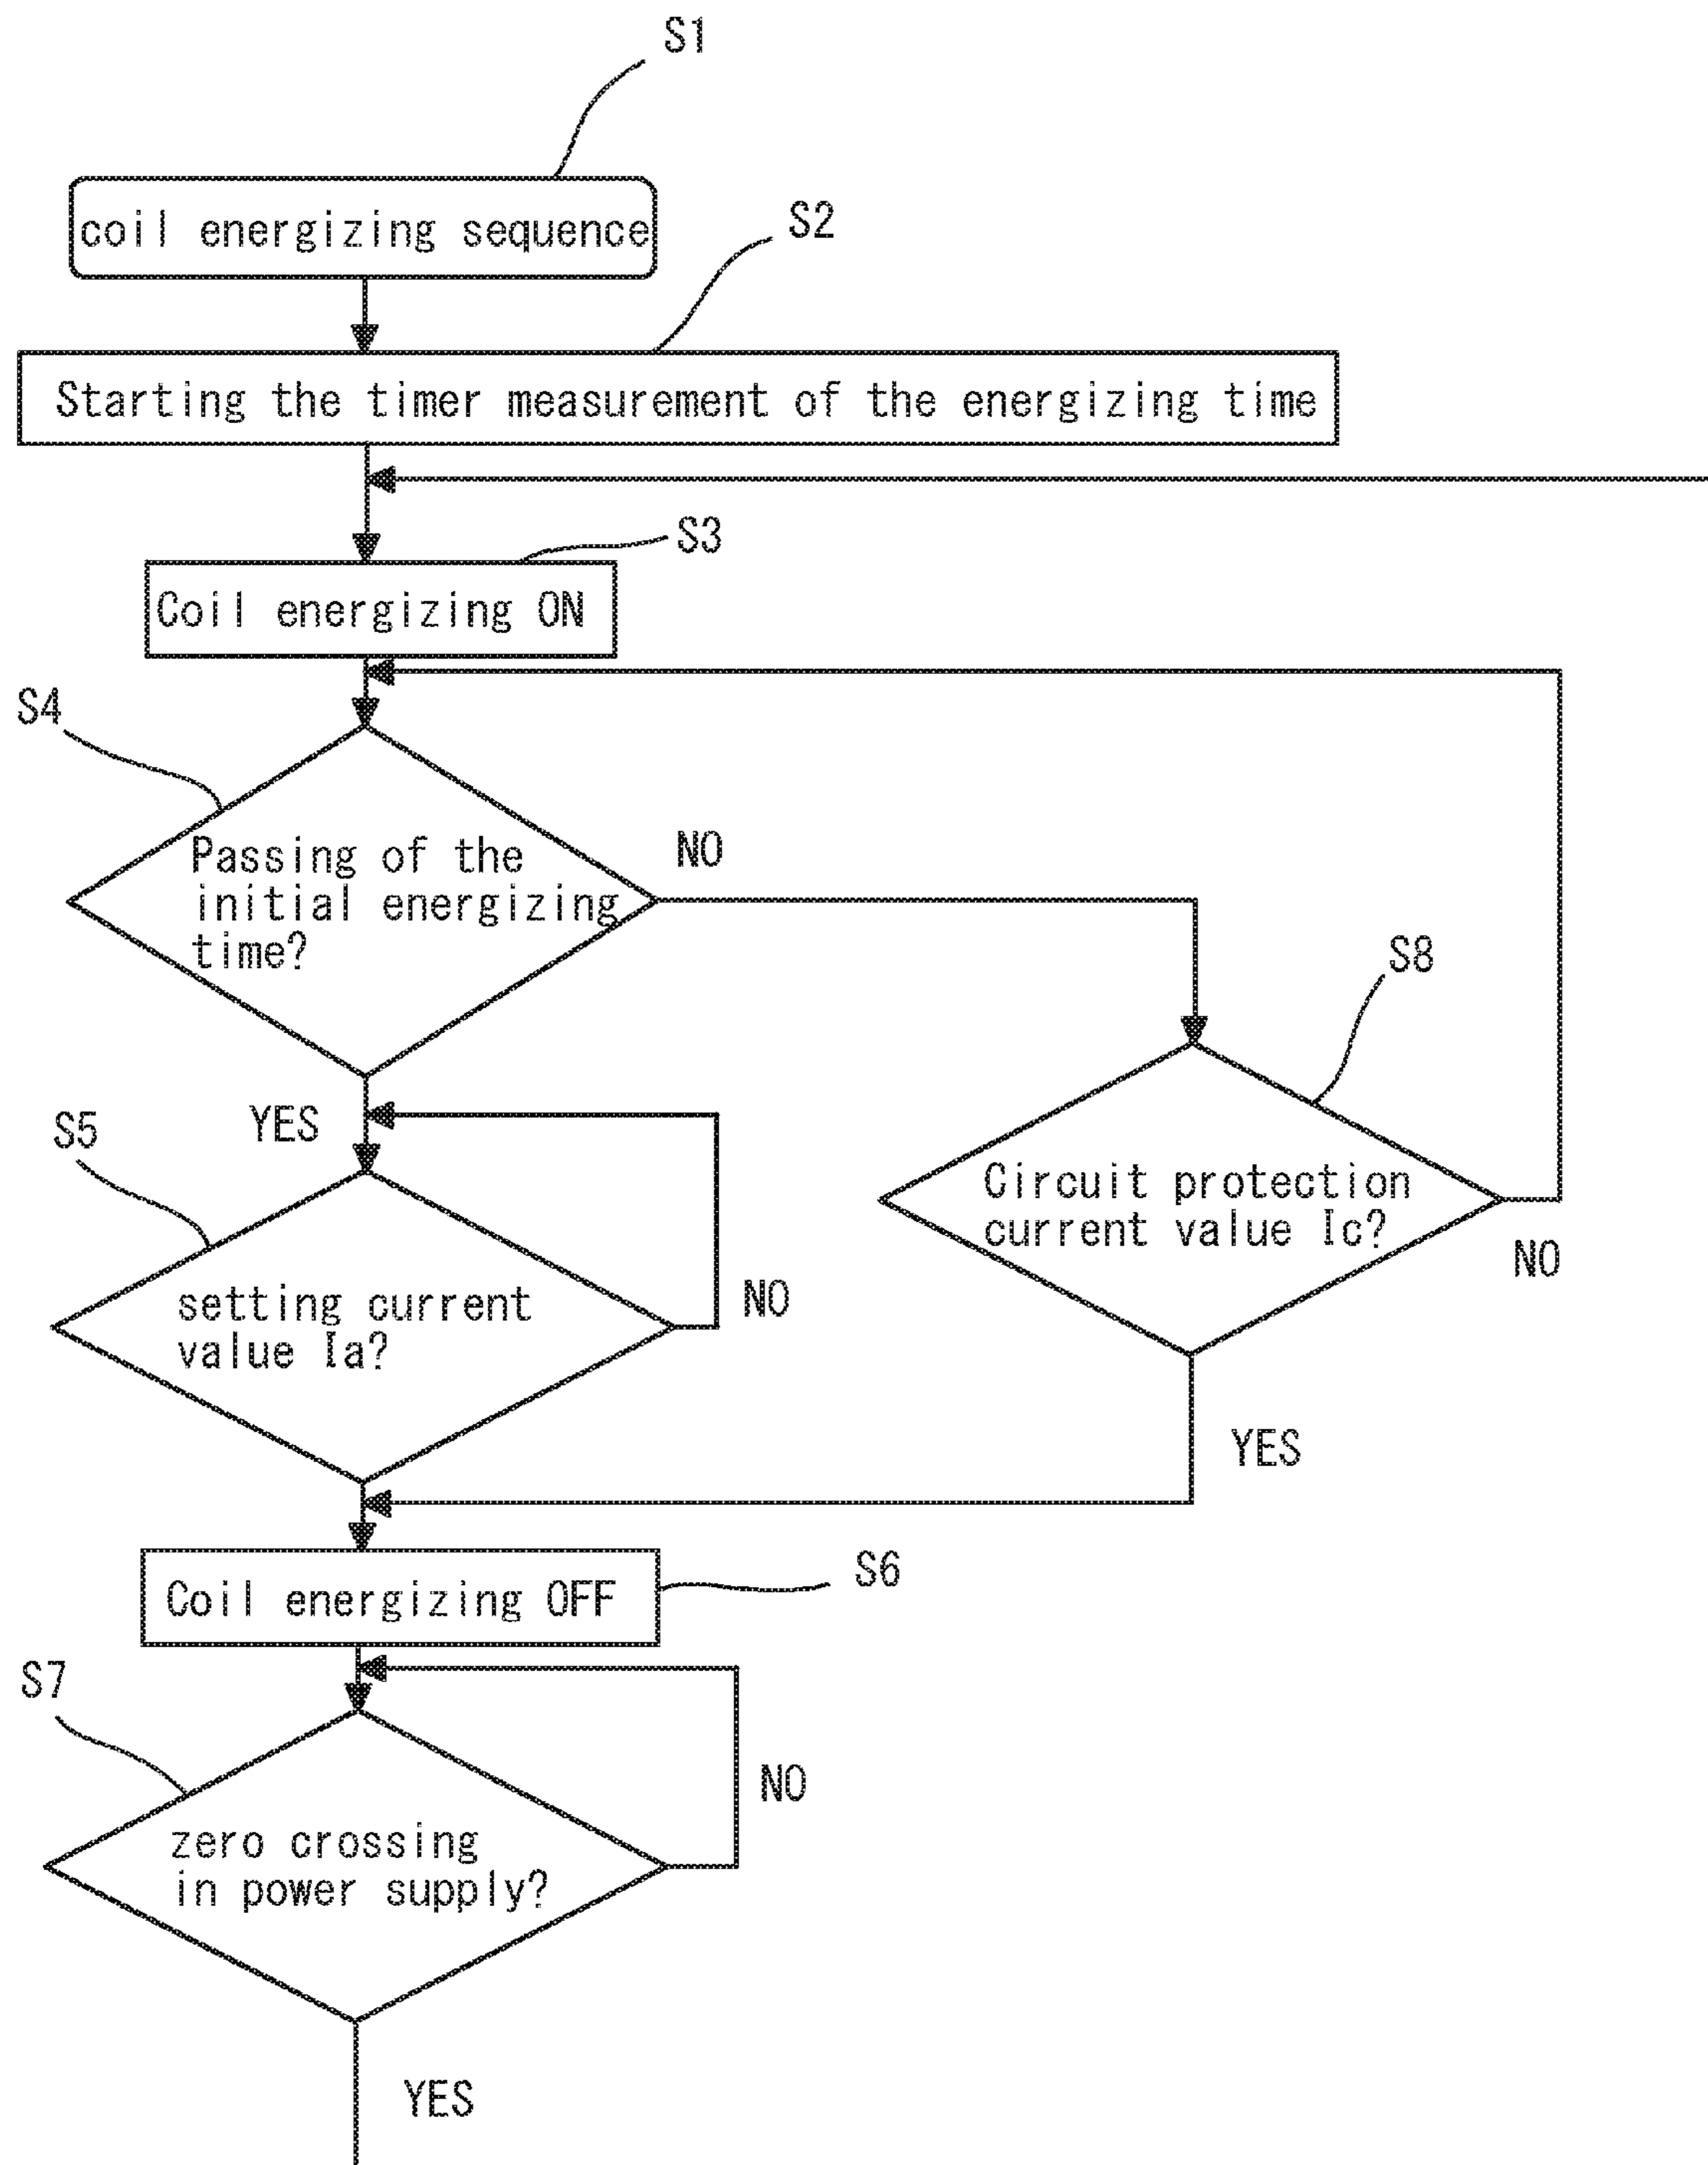 S1
coil energizing sequence
S2
Starting the timer measurement of the energizing time
S3
Coil energizing ON
S4
Passing of the
initial energizing
time?
NO
S8
Circuit protection
current value Ic?
NO
YES
YES
S5
setting current
value Ia?
NO
Coil energizing OFF
S6
S7
zero crossing
in power supply?
NO
YES